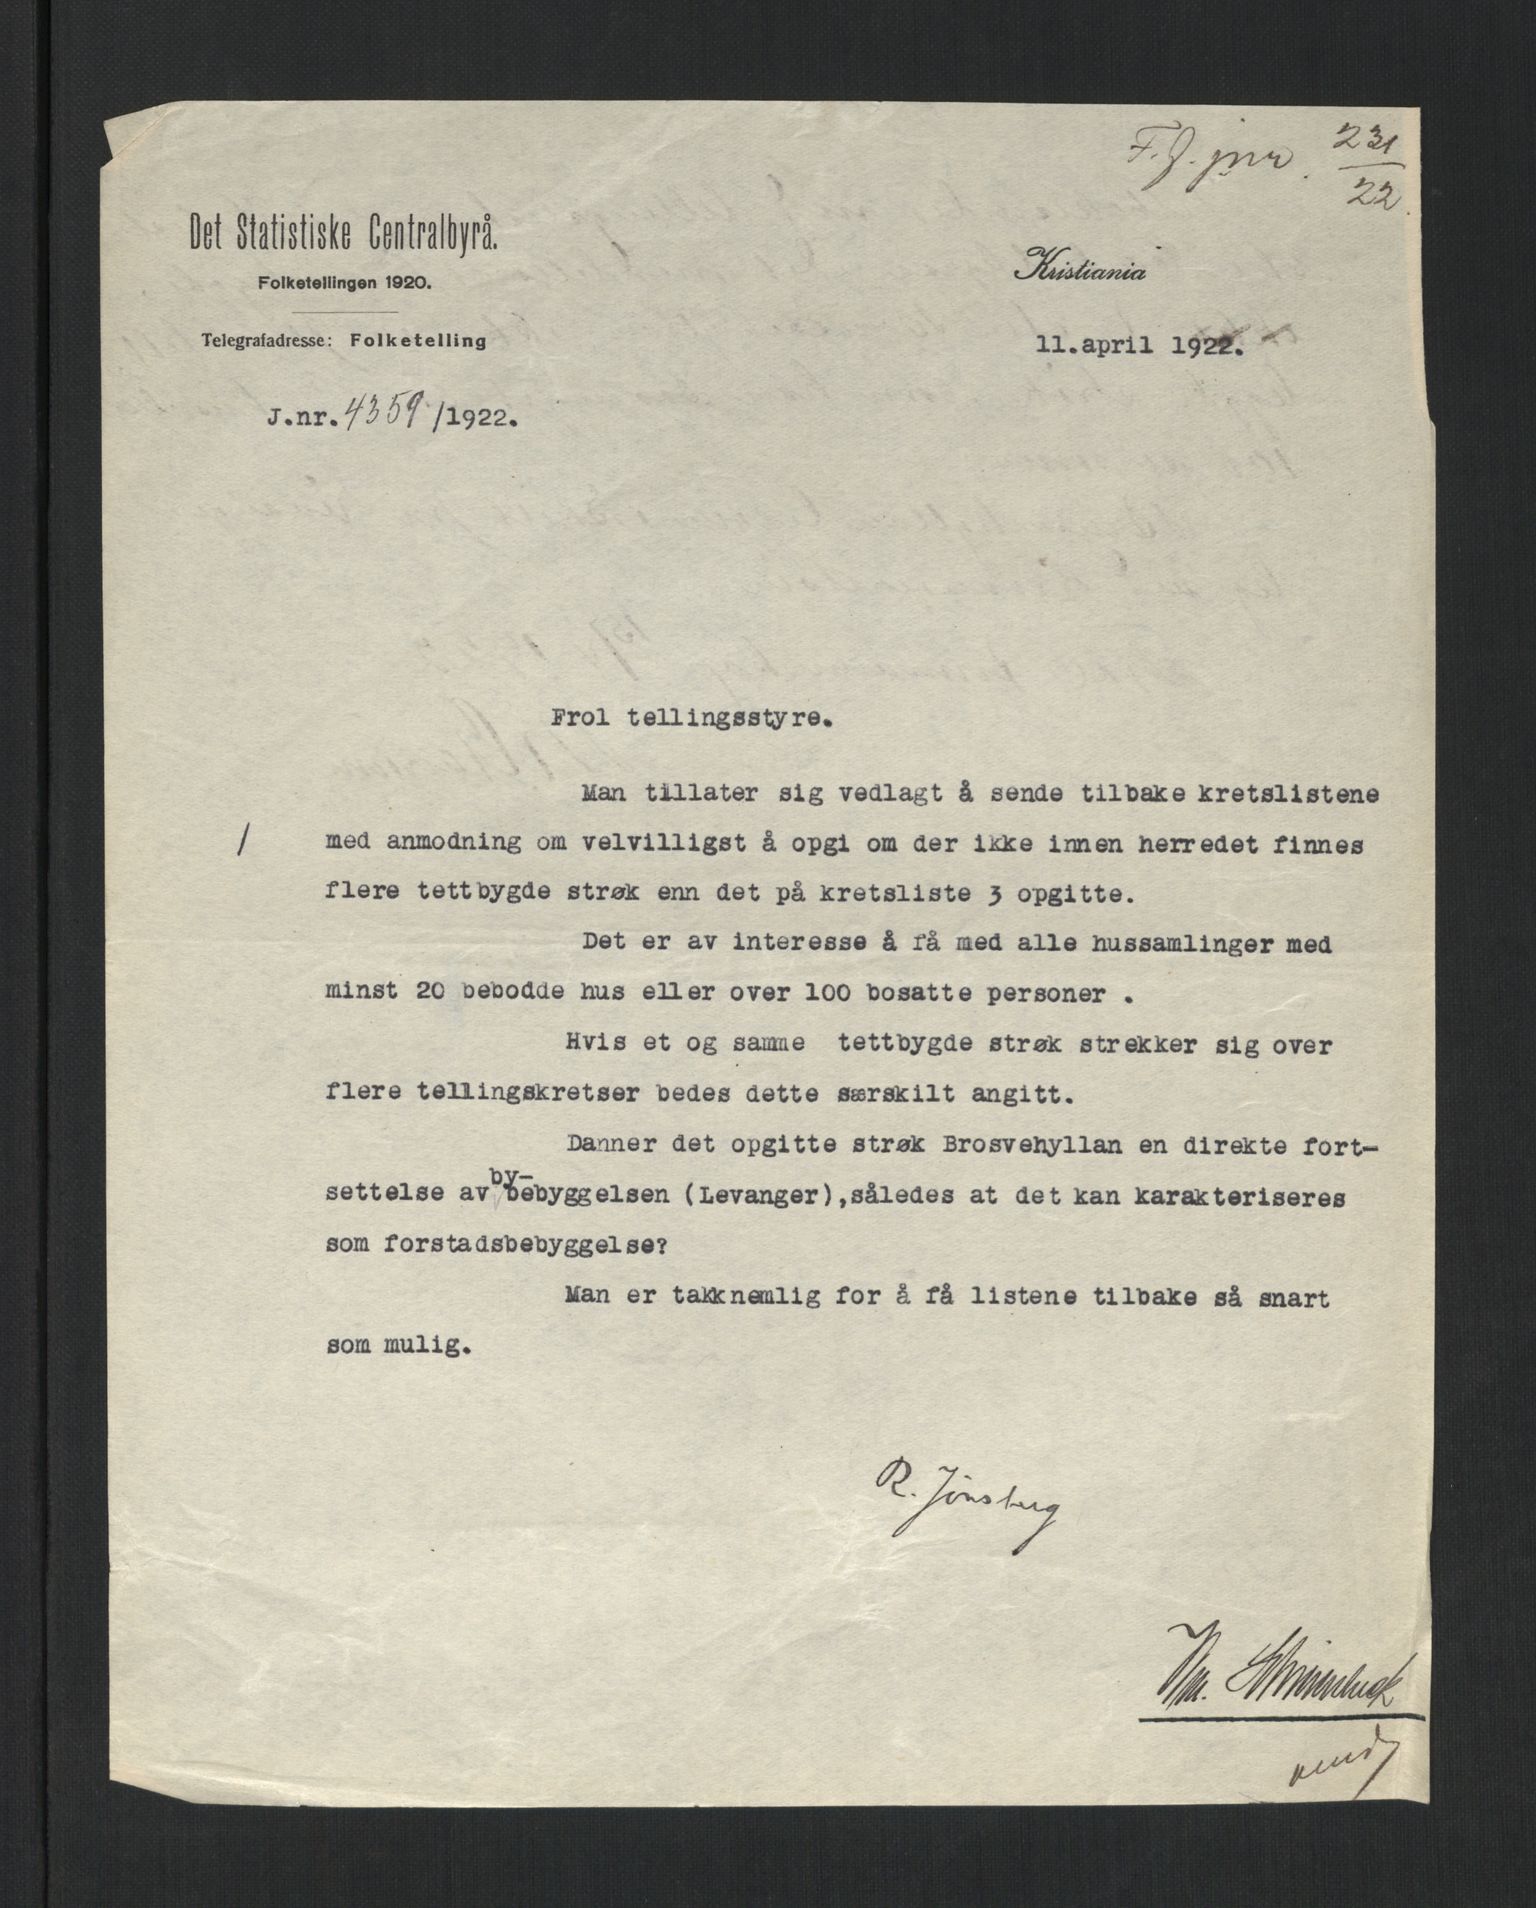 F. J. jnr. 231/22.
Det Statistiske Centralbyrå.
Folketellingen 1920.
Telegrafadresse: Folketelling
Kristiania
11.april 1922.
J.nr. 4359/1922.
Frol tellingsstyre.
Man tillater sig vedlagt å sende tilbake kretslistene
/ med anmodning om velvilligst å opgi om der ikke innen herredet finnes
flere tettbygde strøk enn det på kretsliste 3 opgitte.
Det er av interesse å få med alle hussamlinger med
minst 20 bebodde hus eller over 100 bosatte personer .
Hvis et og samme tettbygde strøk strekker sig over
flere tellingskretser bedes dette særskilt angitt.
Danner det opgitte strøk Brosvehyllan en direkte fort-
settelse av by-bebyggelsen (Levanger),således at det kan karakteriseres
som forstadsbebyggelse?
Man er takknemlig for å få listene tilbake så snart
som mulig.
R. Jønsberg
vend